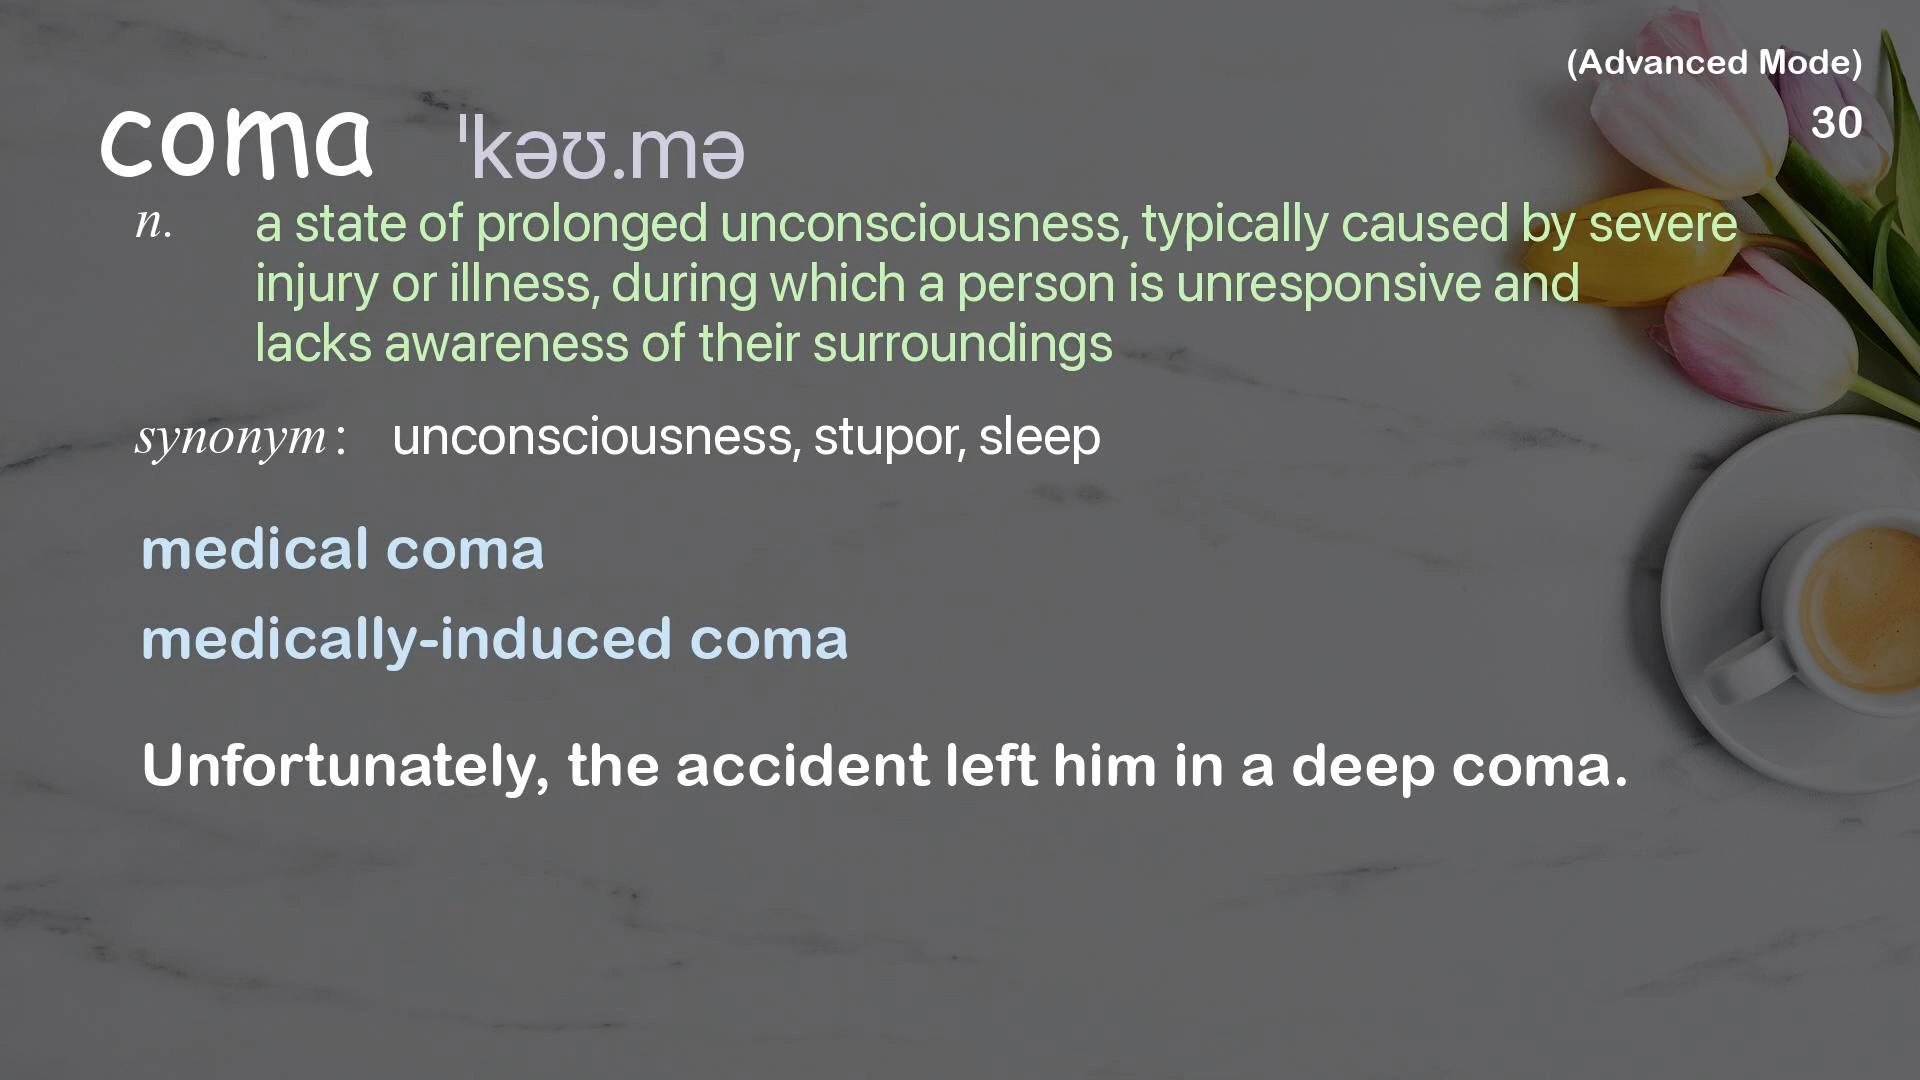 (Advanced Mode)
30
coma ˈkəʊ.mə
n. a state of prolonged unconsciousness, typically caused by severe
injury or illness, during which a person is unresponsive and
lacks awareness of their surroundings
synonym: unconsciousness, stupor, sleep
medical coma
medically-induced coma
Unfortunately, the accident left him in a deep coma.